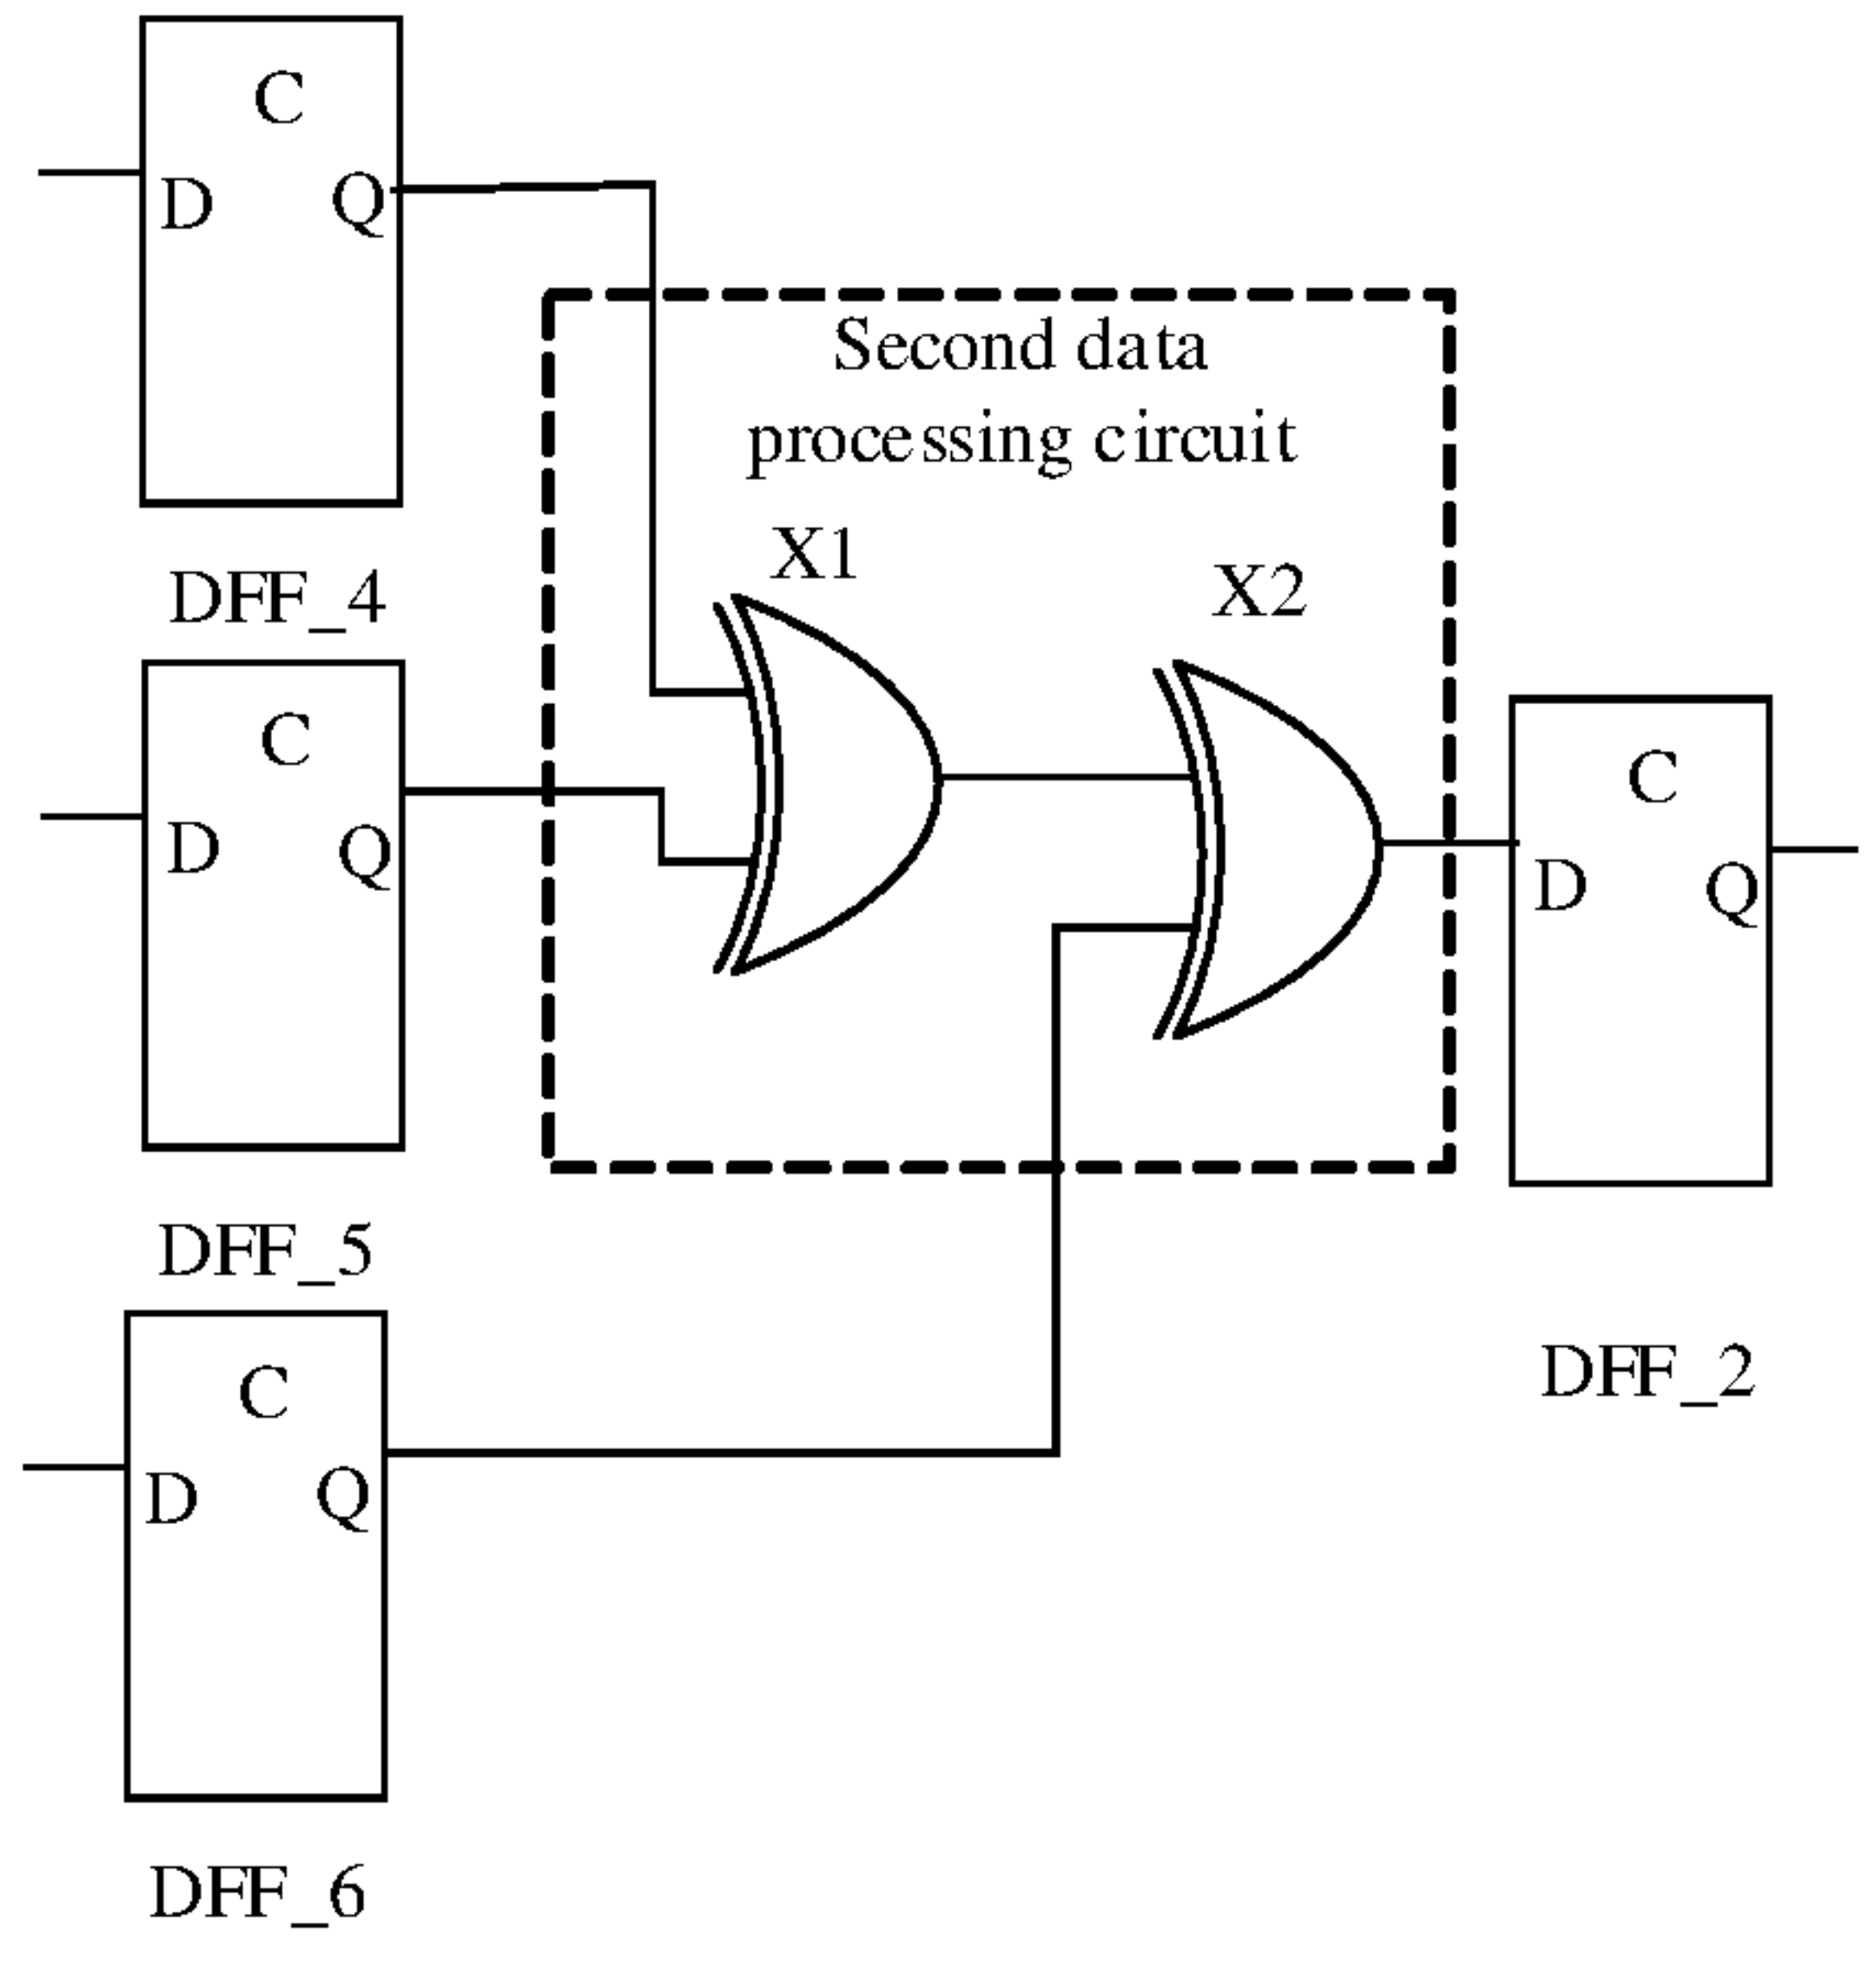 C
D Q
DFF_4
Second data
processing circuit
X1
X2
C
D Q
DFF_5
C
D Q
DFF_2
C
D Q
DFF_6